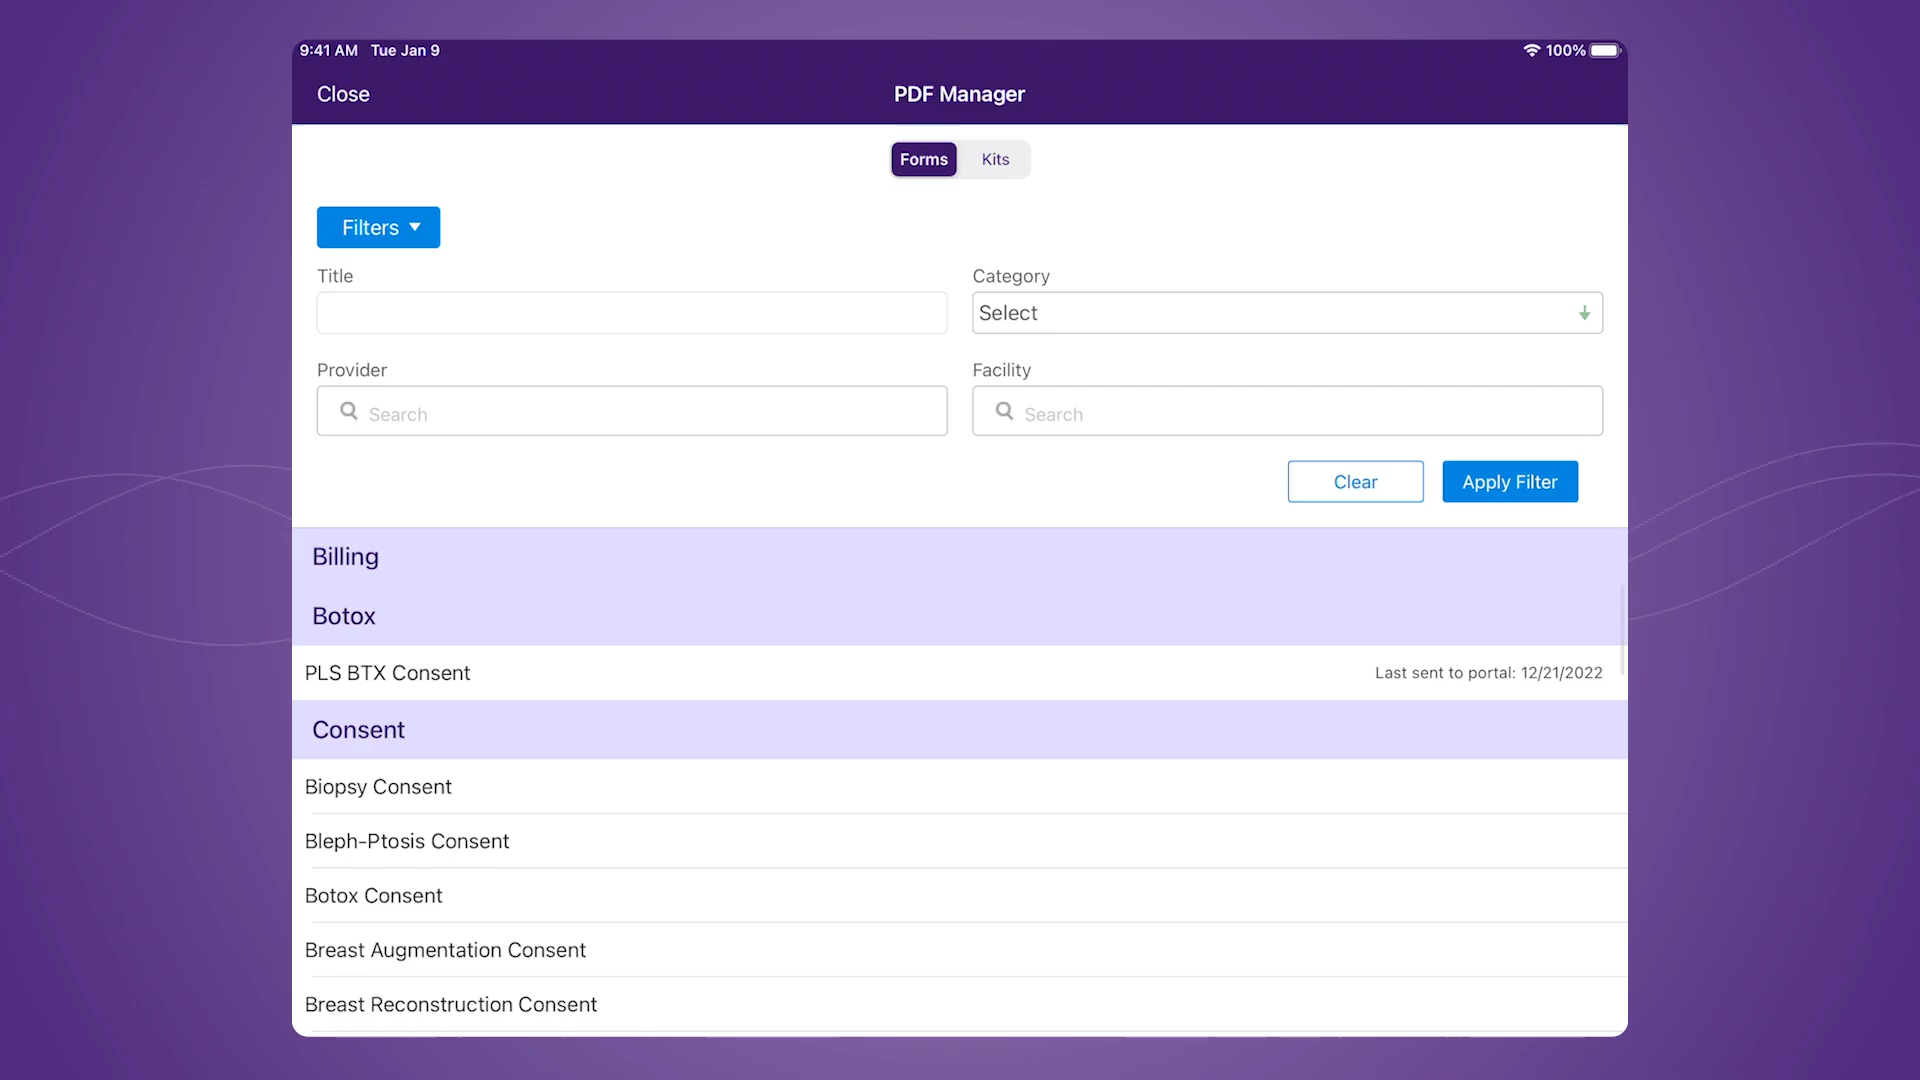 9:41 AM Tue Jan 9 100%
Close PDF Manager
Forms Kits
Filters
Title Category
Select
Provider Facility
Search Search
Clear Apply Filter
Billing
Botox
PLS BTX Consent Last sent to portal: 12/21/2022
Consent
Biopsy Consent
Bleph-Ptosis Consent
Botox Consent
Breast Augmentation Consent
Breast Reconstruction Consent